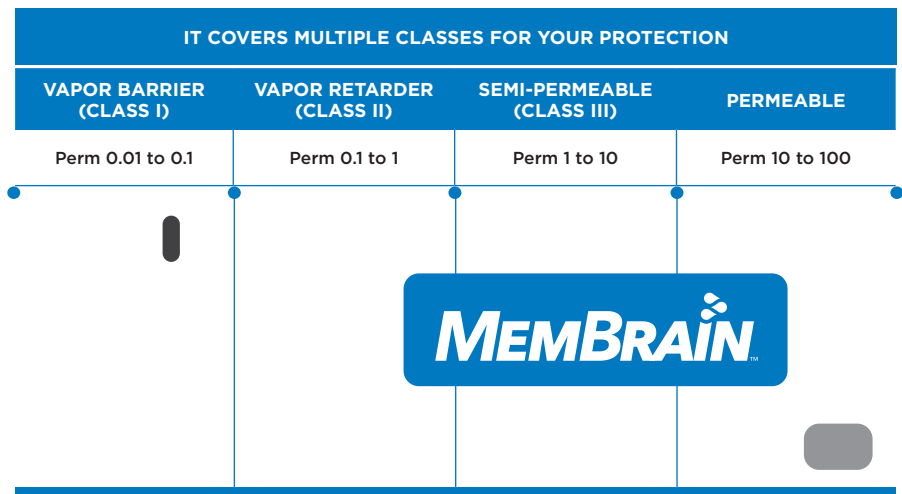 IT COVERS MULTIPLE CLASSES FOR YOUR PROTECTION
VAPOR BARRIER
(CLASS I)
VAPOR RETARDER
(CLASS II)
SEMI-PERMEABLE
(CLASS III)
PERMEABLE
Perm 0.01 to 0.1
Perm 0.1 to 1
Perm 1 to 10
Perm 10 to 100
MEMBRAIN™